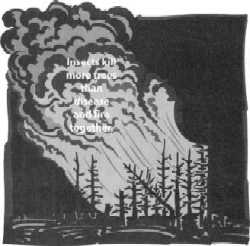 Insects kill
more trees
than
disease
and fire
together.